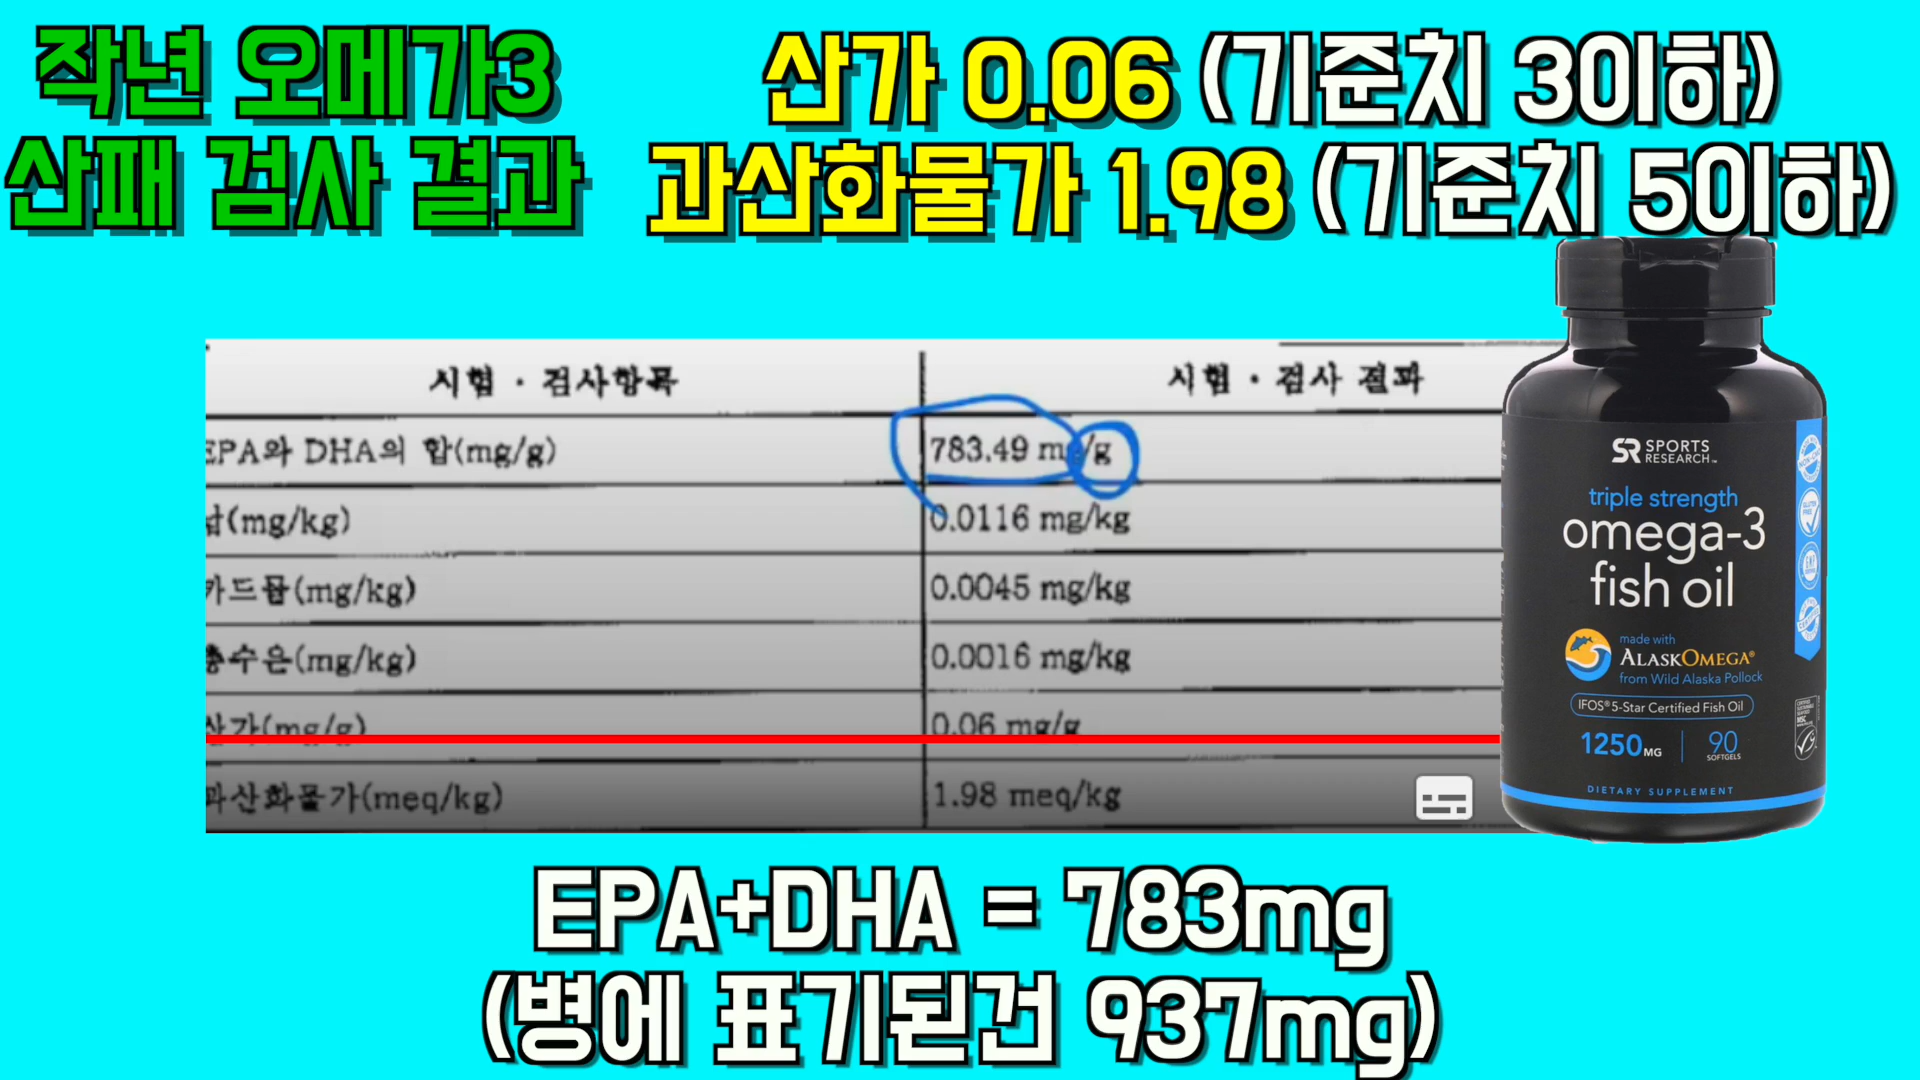 작년 오메가3
산패 검사 결과
산가 0.06 (기준치 3이하)
과산화물가 1.98 (기준치 5이하)
시험 · 검사항목
시험 · 검사 결과
EPA와 DHA의 합(mg/g)
783.49 mg/g
납(mg/kg)
0.0116 mg/kg
카드뮴(mg/kg)
0.0045 mg/kg
총수은(mg/kg)
0.0016 mg/kg
산가(mg/g)
0.06 mg/g
과산화물가(meq/kg)
1.98 meq/kg
SR SPORTS
RESEARCH
triple strength
omega-3
fish oil
made with
ALASKOMEGA®
from Wild Alaska Pollock
IFOS® 5-Star Certified Fish Oil
1250MG
90
SOFTGELS
DIETARY SUPPLEMENT
EPA+DHA = 783mg
(병에 표기된건 937mg)